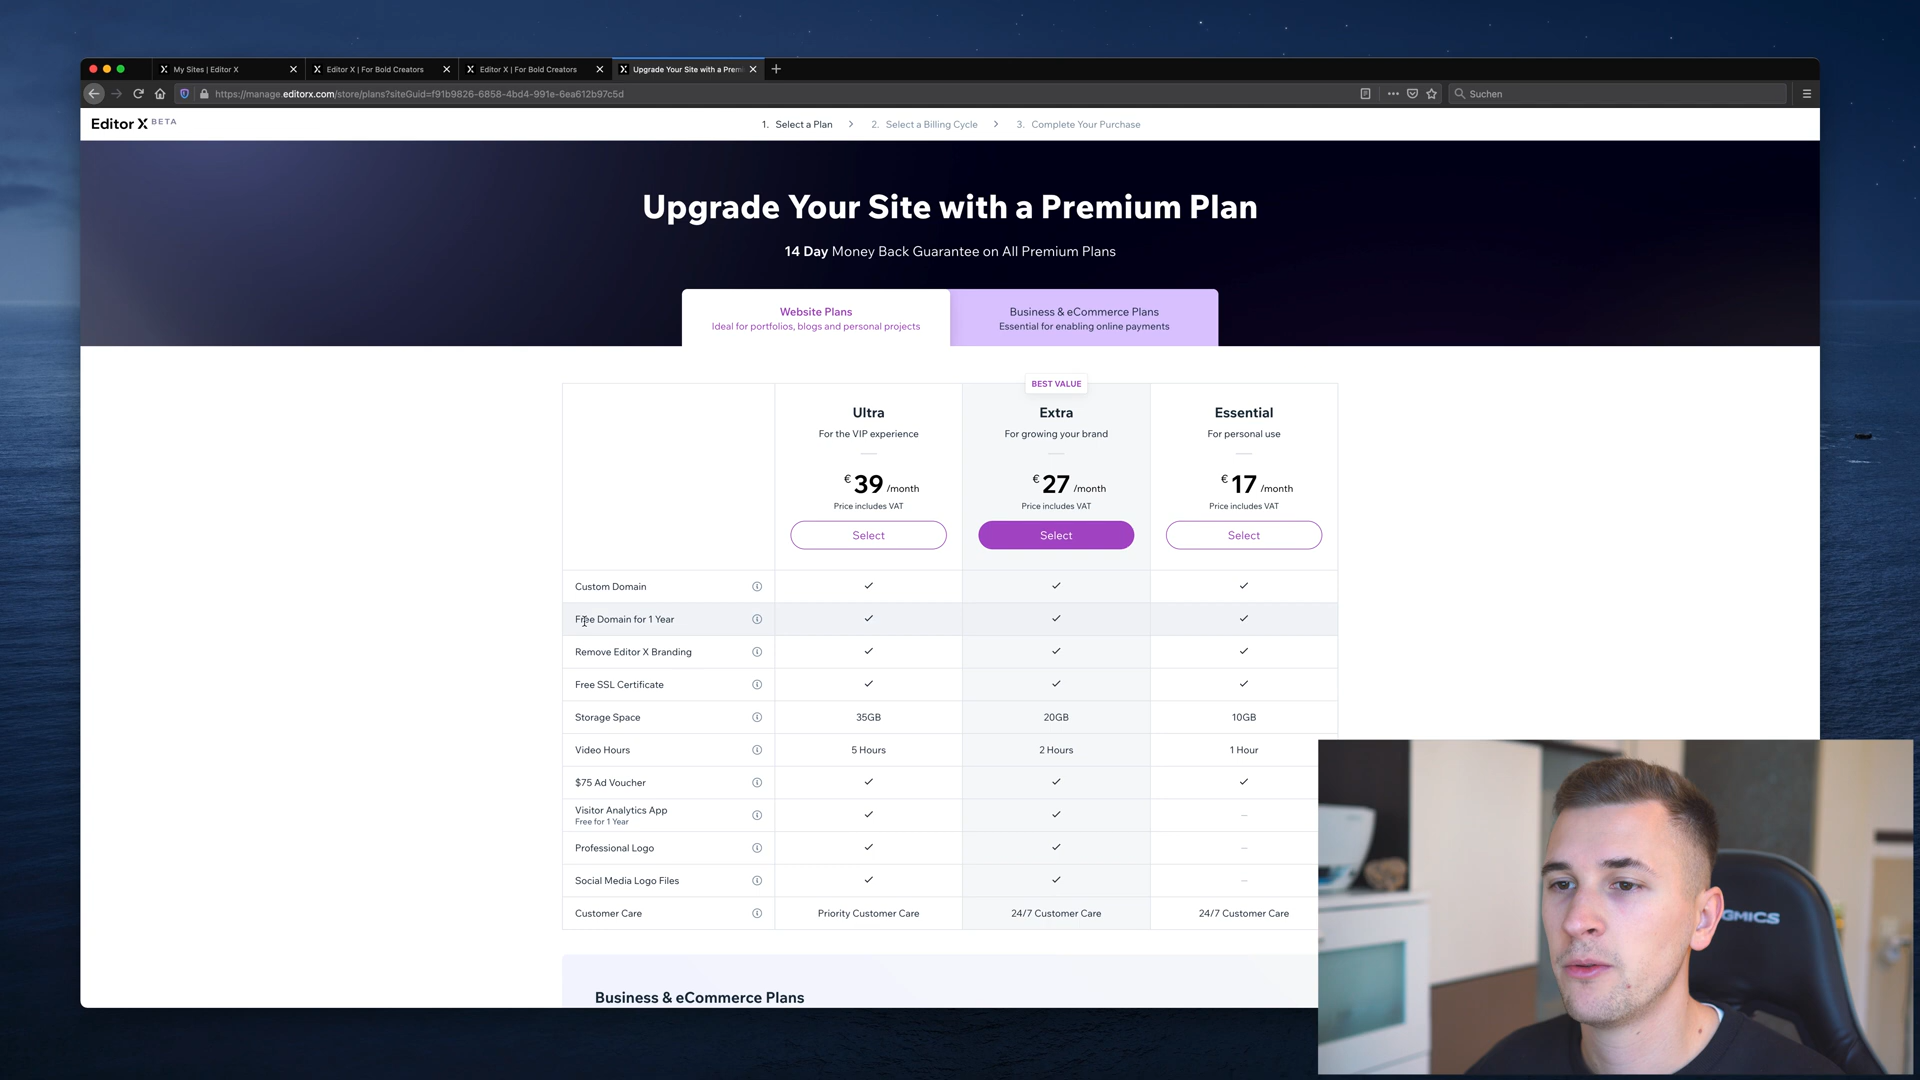 My Sites | Editor X
Editor X | For Bold Creators
Editor X | For Bold Creators
Upgrade Your Site with a Prem
https://manage.editorx.com/store/plans?siteGuid=f91b9826-6858-4bd4-991e-6ea612b97c5d
Suchen
Editor X BETA
1. Select a Plan > 2. Select a Billing Cycle > 3. Complete Your Purchase
Upgrade Your Site with a Premium Plan
14 Day Money Back Guarantee on All Premium Plans
Website Plans
Ideal for portfolios, blogs and personal projects
Business & eCommerce Plans
Essential for enabling online payments
BEST VALUE
Ultra Extra Essential
For the VIP experience For growing your brand For personal use
€ 39 /month € 27 /month € 17 /month
Price includes VAT Price includes VAT Price includes VAT
Select Select Select
Custom Domain
Free Domain for 1 Year
Remove Editor X Branding
Free SSL Certificate
Storage Space 35GB 20GB 10GB
Video Hours 5 Hours 2 Hours 1 Hour
$75 Ad Voucher
Visitor Analytics App
Free for 1 Year
Professional Logo
Social Media Logo Files
Customer Care Priority Customer Care 24/7 Customer Care 24/7 Customer Care
Business & eCommerce Plans
GMICS